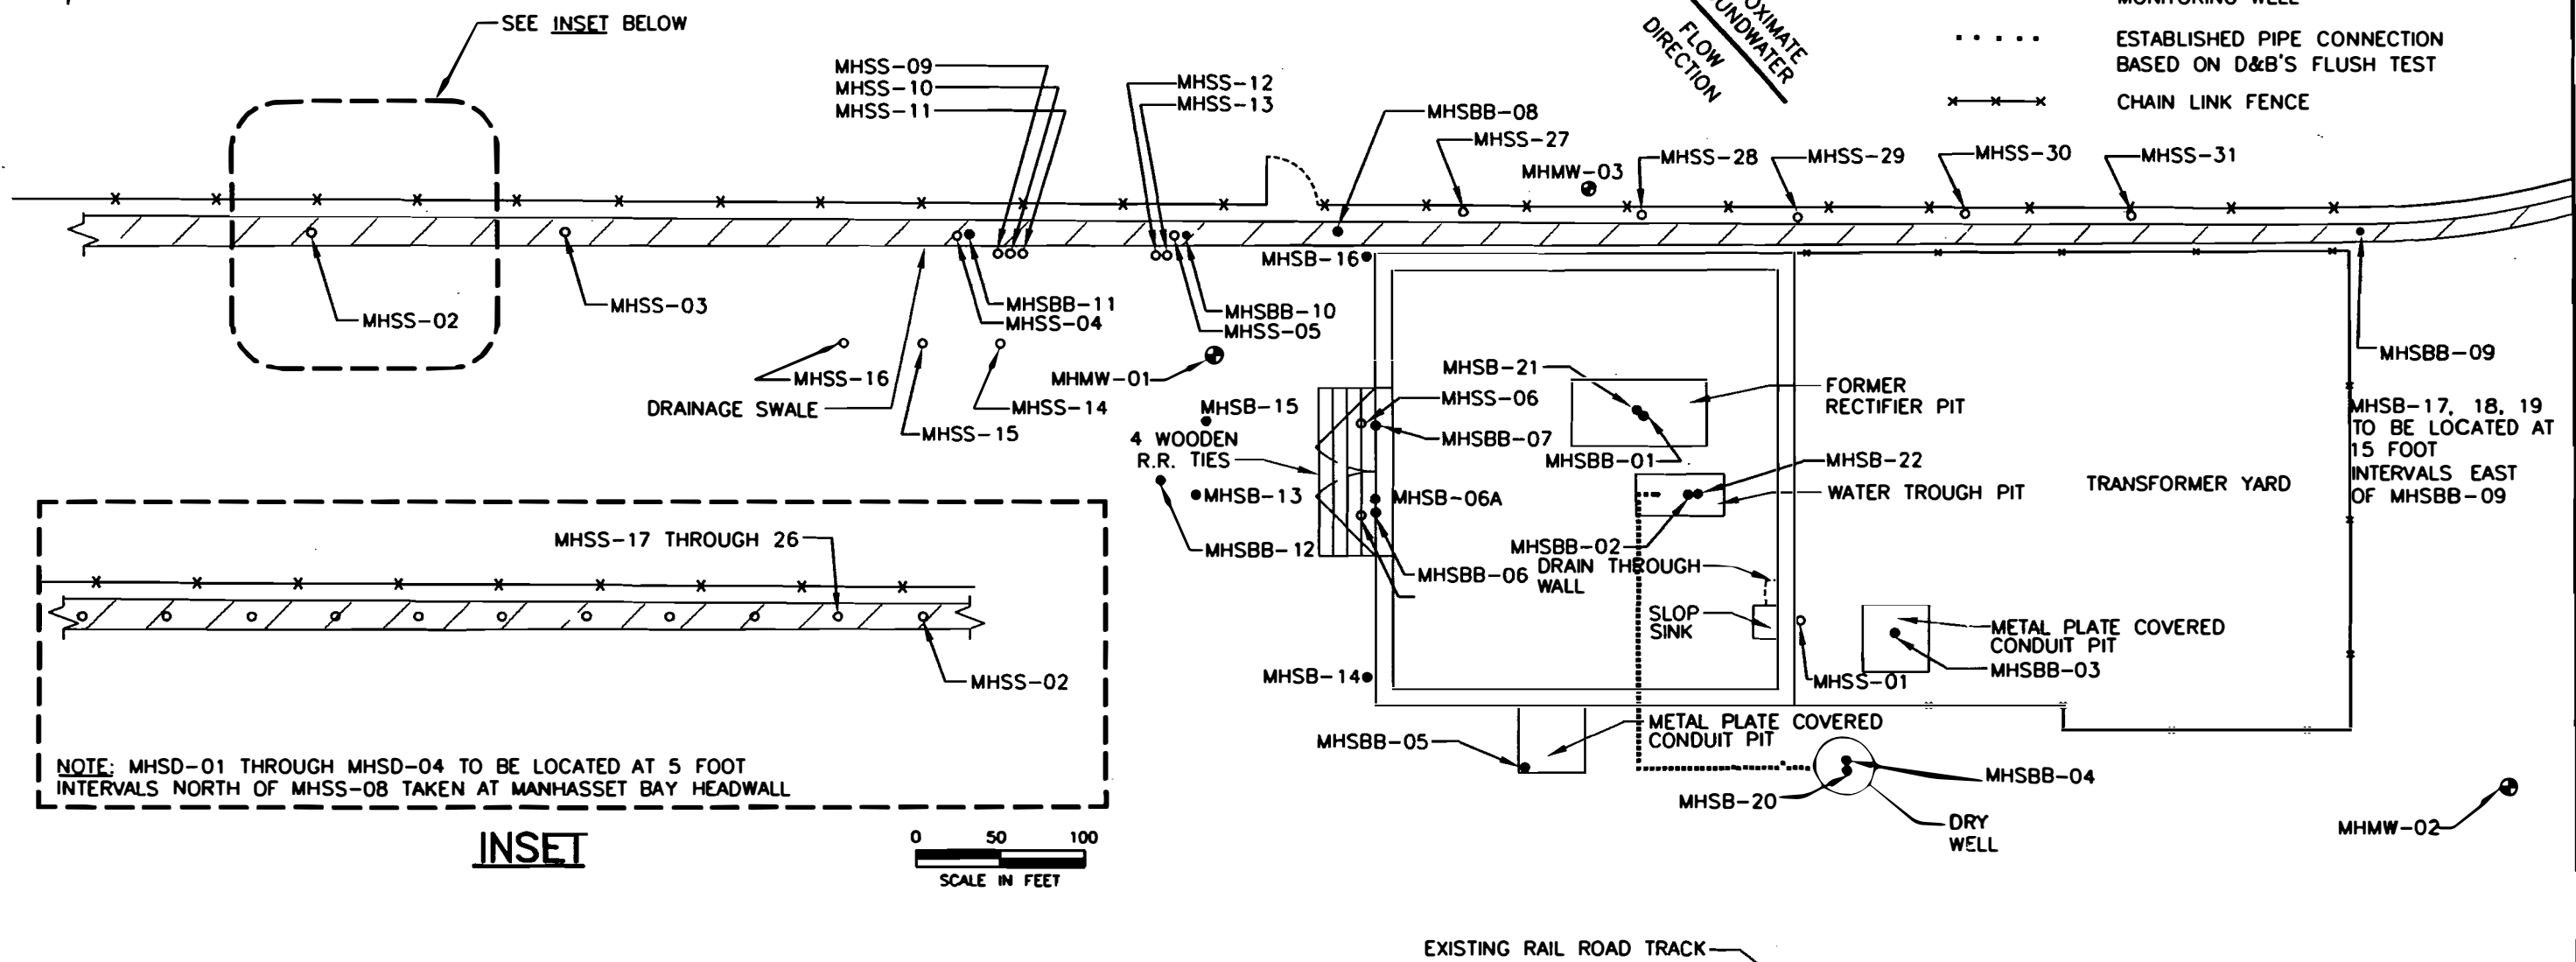 MONITORING WELL
ESTABLISHED PIPE CONNECTION
BASED ON D&B'S FLUSH TEST
CHAIN LINK FENCE
FLOW
DIRECTION
SEE INSET BELOW
MHSS-09
MHSS-10
MHSS-11
MHSS-12
MHSS-13
MHSBB-08
MHSS-27
MHMW-03
MHSS-28
MHSS-29
MHSS-30
MHSS-31
MHSS-02
MHSS-03
MHSBB-11
MHSS-04
MHSBB-10
MHSS-05
MHSB-16
MHSS-16
DRAINAGE SWALE
MHSS-15
MHSS-14
MHMW-01
MHSB-15
4 WOODEN
R.R. TIES
MHSB-13
MHSBB-12
MHSS-06
MHSBB-07
MHSB-06A
MHSBB-06
MHSB-21
MHSBB-01
FORMER
RECTIFIER PIT
MHSB-22
WATER TROUGH PIT
MHSBB-02
DRAIN THROUGH
WALL
SLOP
SINK
TRANSFORMER YARD
MHSBB-09
MHSB-17, 18, 19
TO BE LOCATED AT
15 FOOT
INTERVALS EAST
OF MHSBB-09
METAL PLATE COVERED
CONDUIT PIT
MHSBB-03
MHSS-01
MHSB-14
MHSBB-05
METAL PLATE COVERED
CONDUIT PIT
MHSBB-04
MHSB-20
DRY
WELL
MHMW-02
MHSS-17 THROUGH 26
MHSS-02
NOTE: MHSD-01 THROUGH MHSD-04 TO BE LOCATED AT 5 FOOT
INTERVALS NORTH OF MHSS-08 TAKEN AT MANHASSET BAY HEADWALL
INSET
0 50 100
SCALE IN FEET
EXISTING RAIL ROAD TRACK